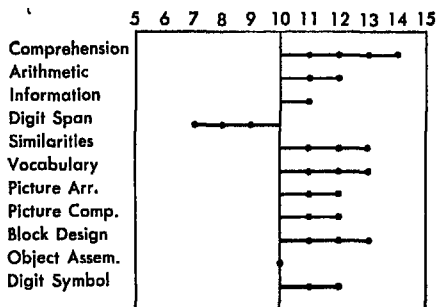 5 6 7 8 9 10 11 12 13 14 15
Comprehension
Arithmetic
Information
Digit Span
Similarities
Vocabulary
Picture Arr.
Picture Comp.
Block Design
Object Assem.
Digit Symbol